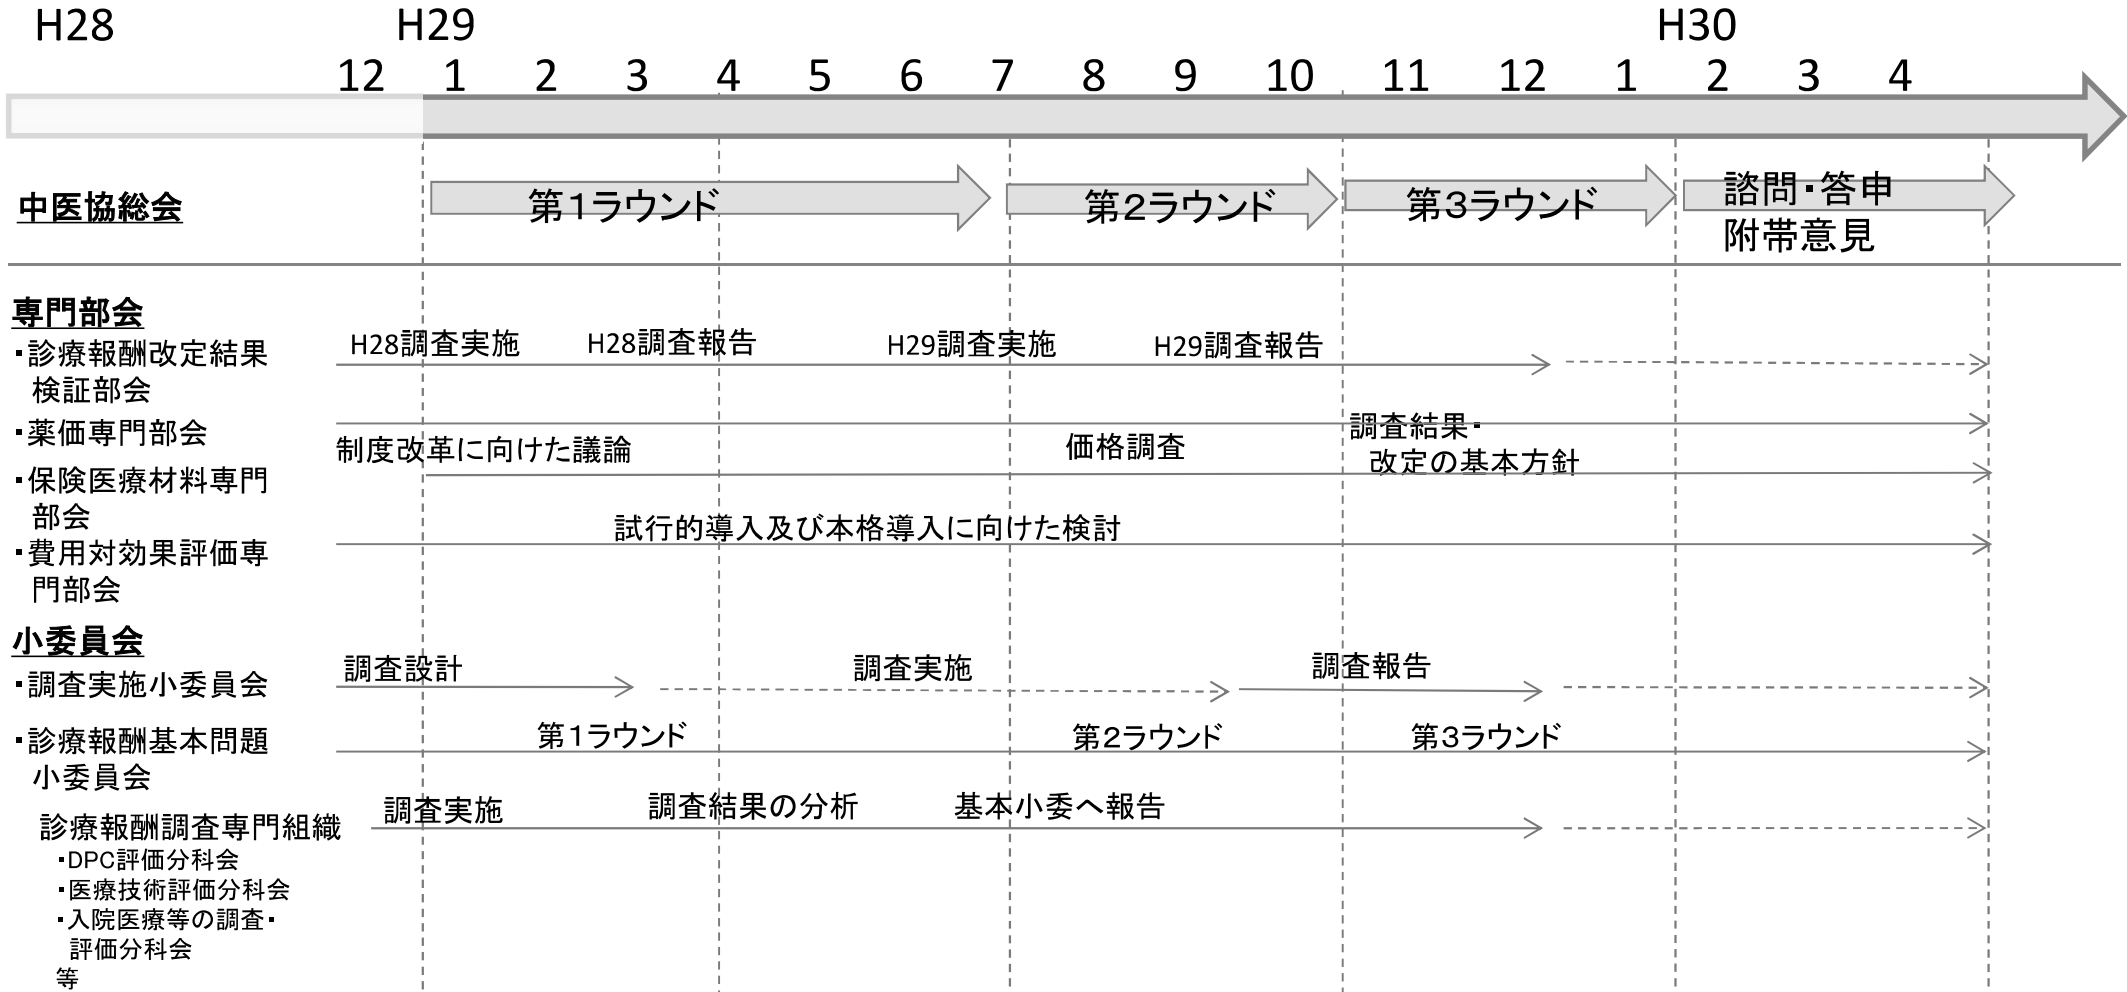 H28 H29 H30
12 1 2 3 4 5 6 7 8 9 10 11 12 1 2 3 4
中医協総会
第1ラウンド
第2ラウンド
第3ラウンド
諮問・答申
附帯意見
専門部会
・診療報酬改定結果
検証部会
H28調査実施
H28調査報告
H29調査実施
H29調査報告
・薬価専門部会
制度改革に向けた議論
価格調査
調査結果・
改定の基本方針
・保険医療材料専門
部会
・費用対効果評価専
門部会
試行的導入及び本格導入に向けた検討
小委員会
・調査実施小委員会
調査設計
調査実施
調査報告
・診療報酬基本問題
小委員会
第1ラウンド
第2ラウンド
第3ラウンド
診療報酬調査専門組織
調査実施
調査結果の分析
基本小委へ報告
・DPC評価分科会
・医療技術評価分科会
・入院医療等の調査・
評価分科会
等